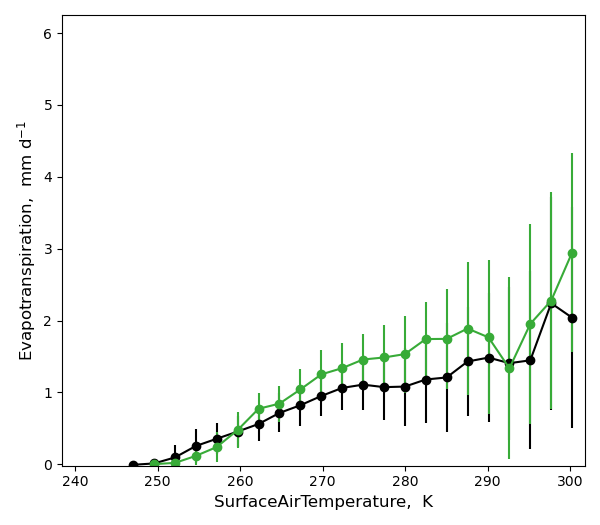 6
5
4
3
2
1
0
Evapotranspiration,  mm d⁻¹
240 250 260 270 280 290 300
SurfaceAirTemperature,  K